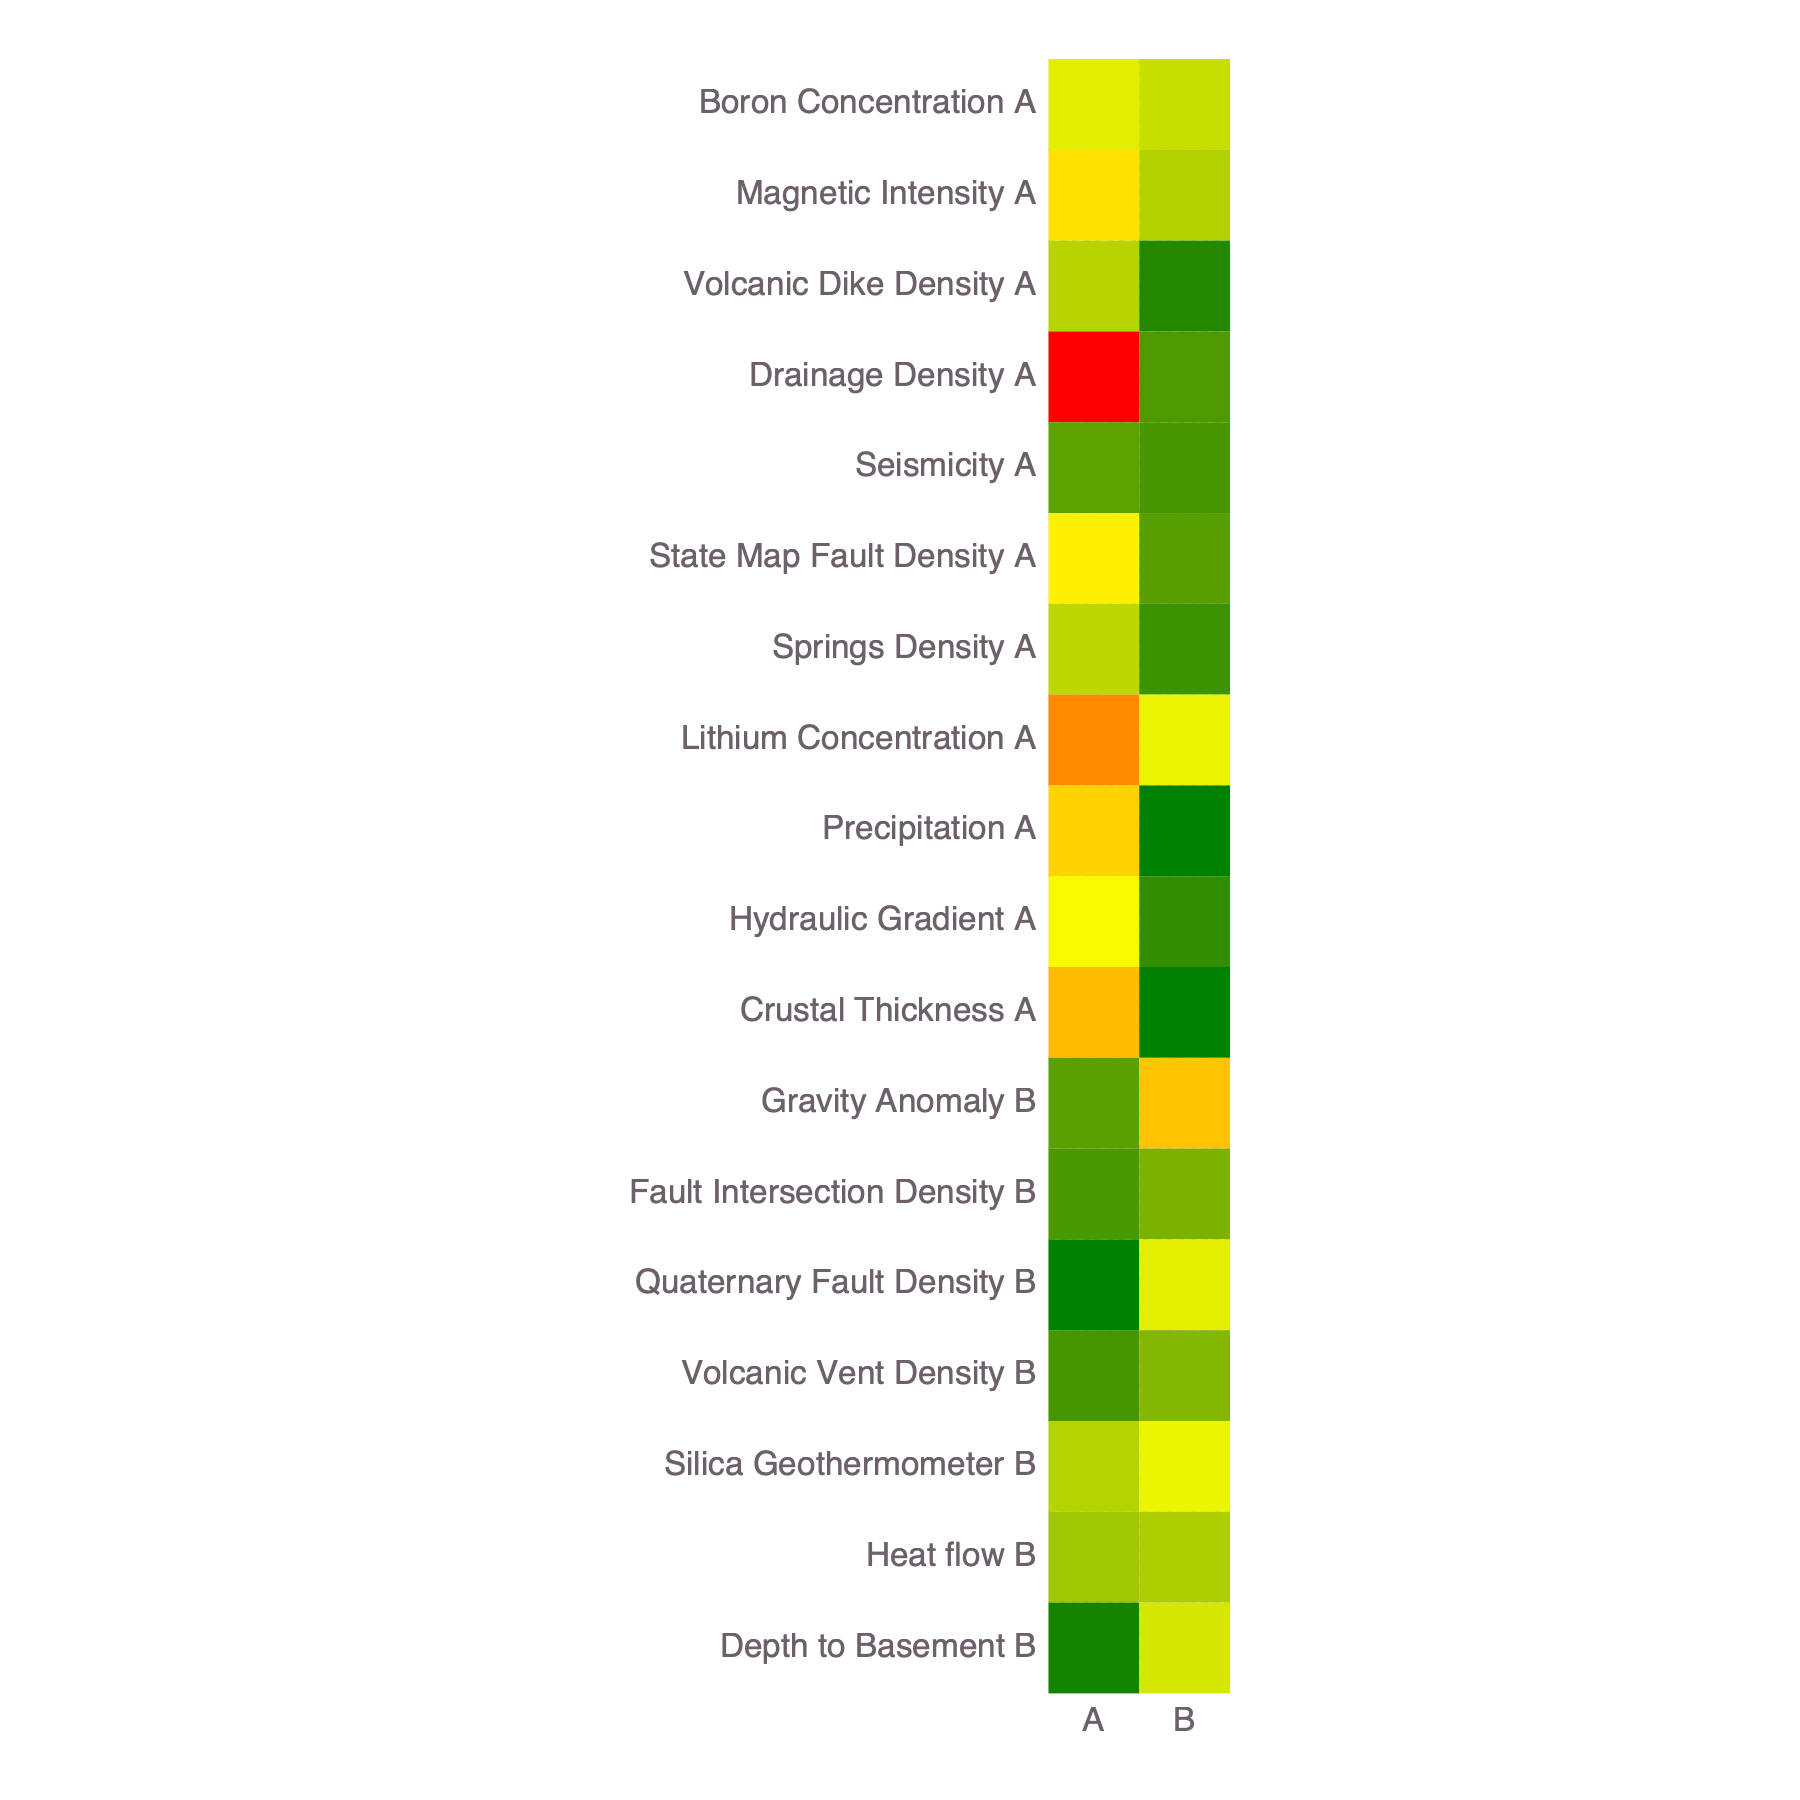 Boron Concentration A
Magnetic Intensity A
Volcanic Dike Density A
Drainage Density A
Seismicity A
State Map Fault Density A
Springs Density A
Lithium Concentration A
Precipitation A
Hydraulic Gradient A
Crustal Thickness A
Gravity Anomaly B
Fault Intersection Density B
Quaternary Fault Density B
Volcanic Vent Density B
Silica Geothermometer B
Heat flow B
Depth to Basement B
A B